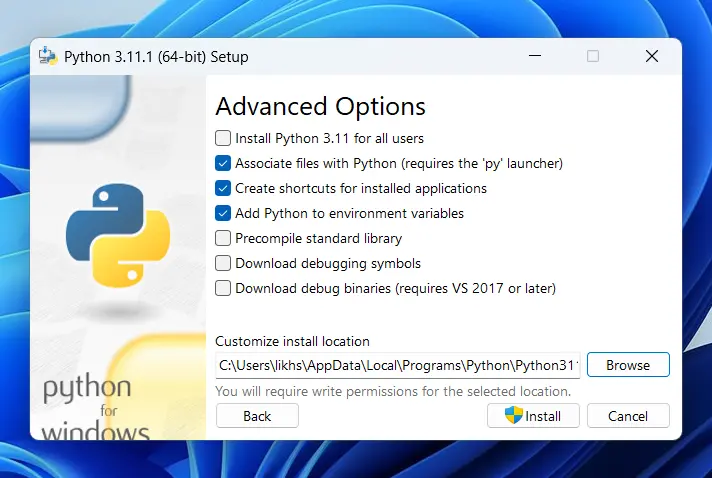 Python 3.11.1 (64-bit) Setup
Advanced Options
Install Python 3.11 for all users
Associate files with Python (requires the 'py' launcher)
Create shortcuts for installed applications
Add Python to environment variables
Precompile standard library
Download debugging symbols
Download debug binaries (requires VS 2017 or later)
Customize install location
C:\Users\likhs\AppData\Local\Programs\Python\Python311
Browse
You will require write permissions for the selected location.
python
for
windows
Back
Install
Cancel